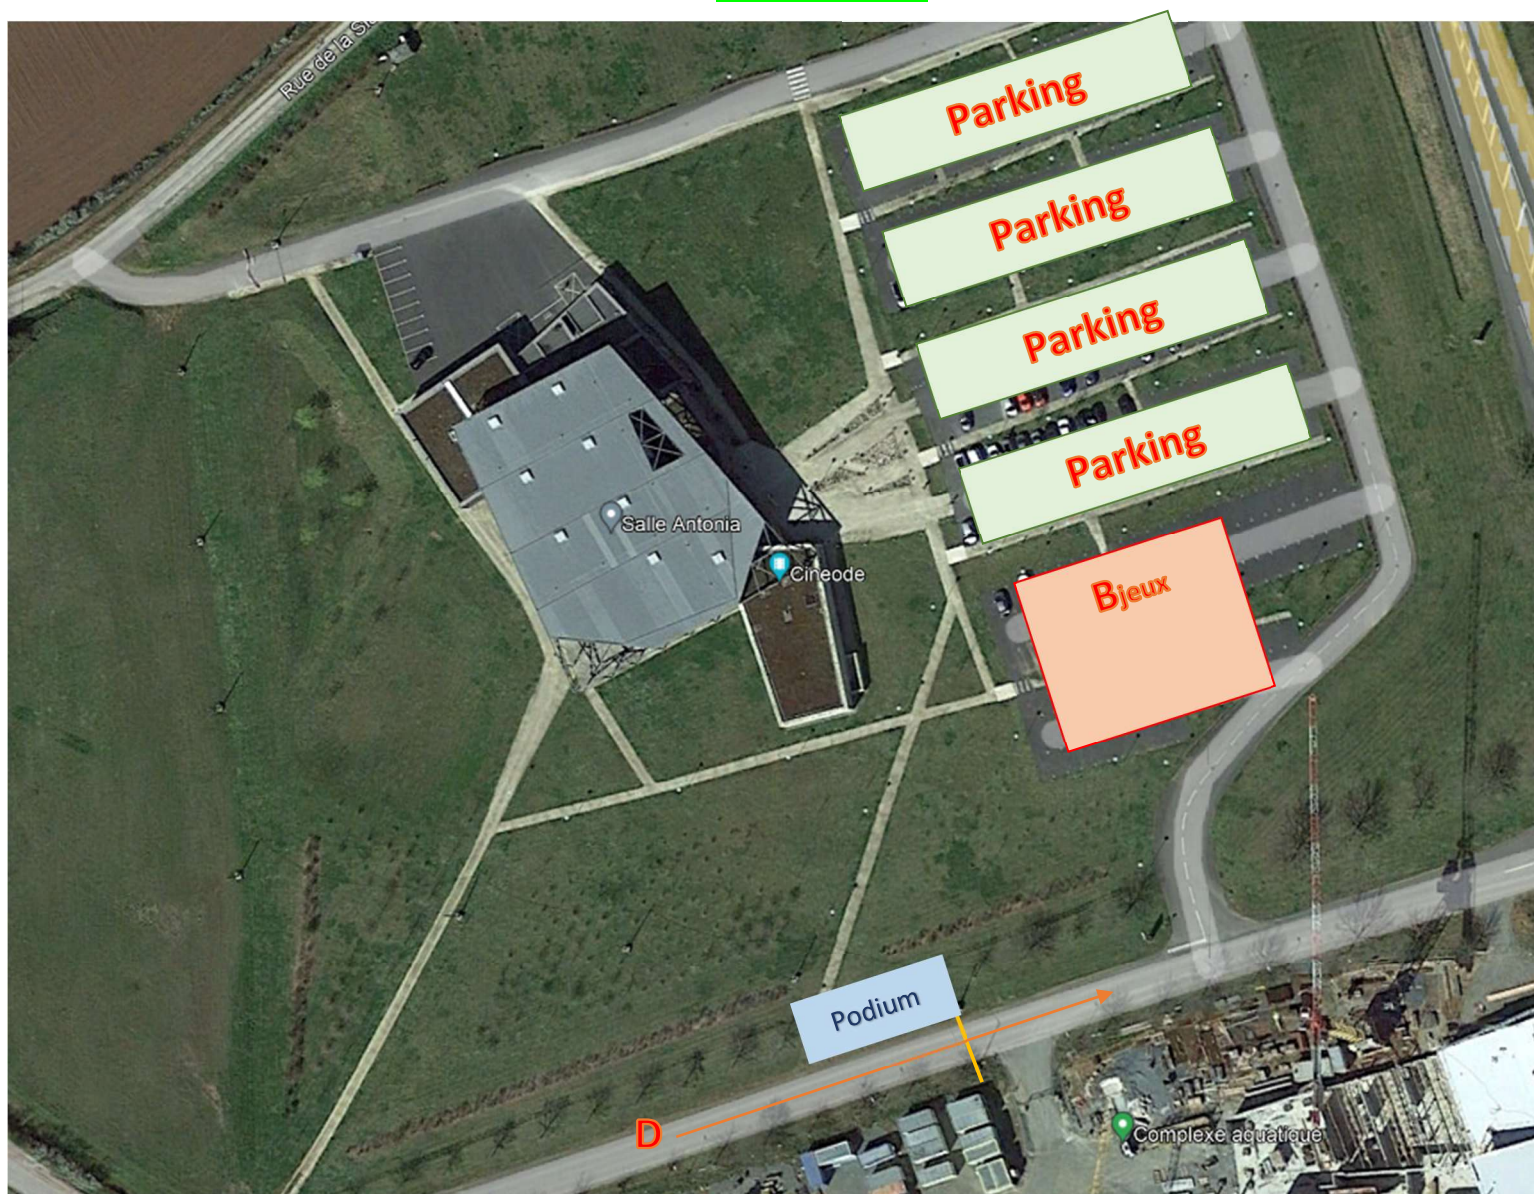 Rue de la
Parking
Parking
Parking
Parking
Salle Antonia
Cineode
Bjeux
Podium
D
Complexe aquatique